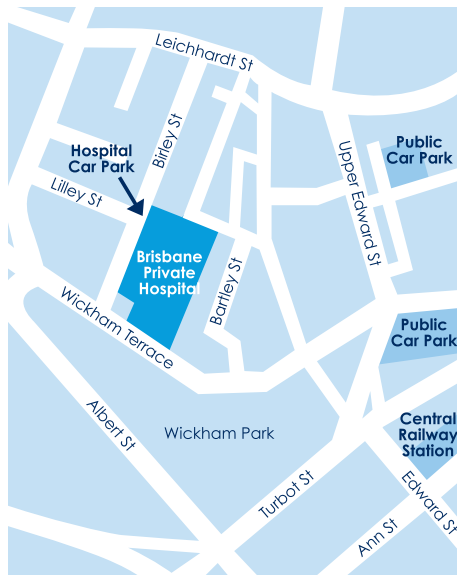 Leichhardt St
Birley St
Hospital
Car Park
Public
Car Park
Upper Edward St
Lilley St
Brisbane
Private
Hospital
Bartley St
Wickham Terrace
Public
Car Park
Albert St
Wickham Park
Central
Railway
Station
Turbot St
Edward St
Ann St